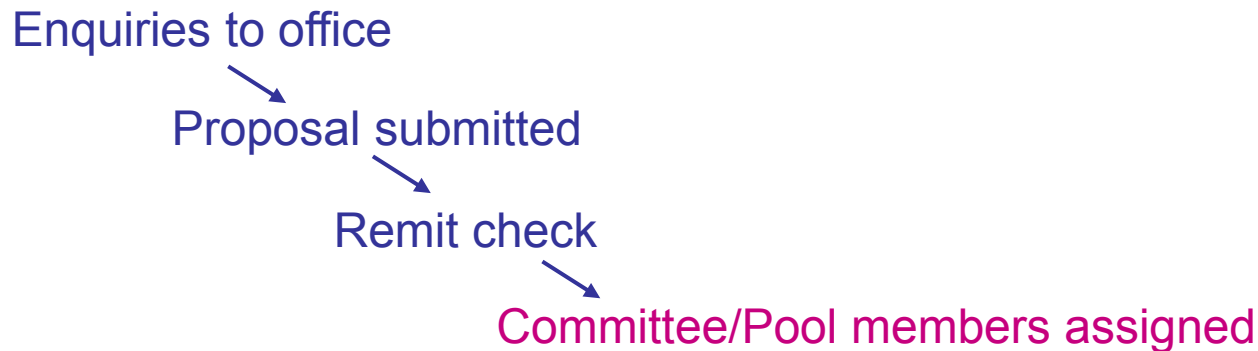 Enquiries to office
Proposal submitted
Remit check
Committee/Pool members assigned